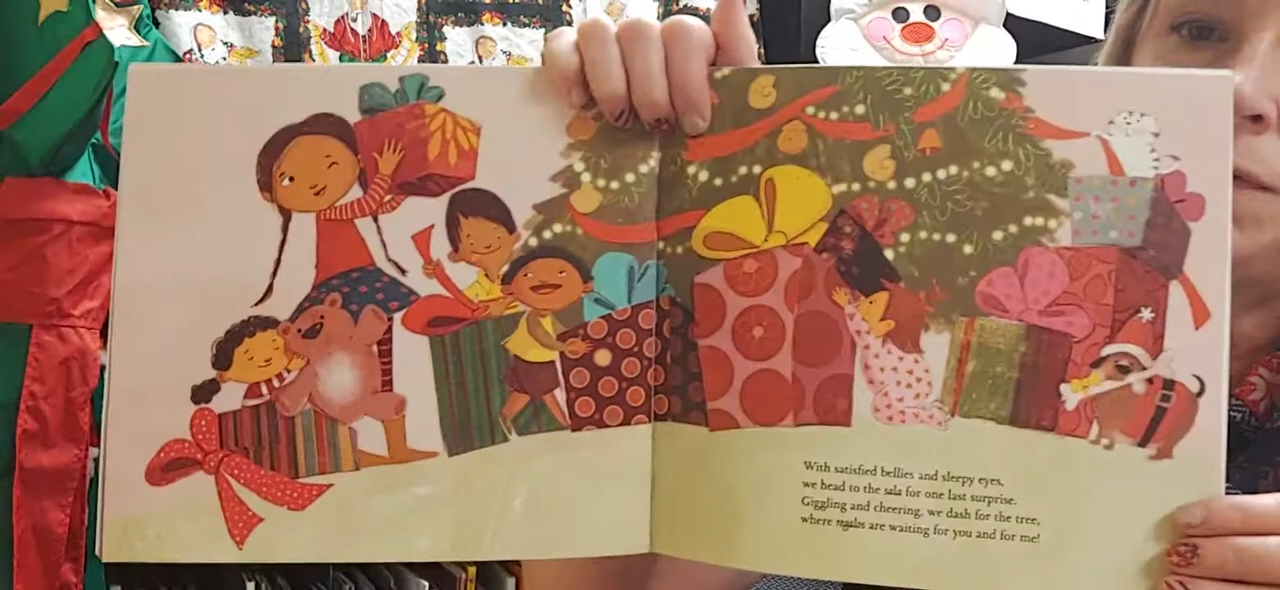 With satisfied bellies and sleepy eyes,
we head to the sala for one last surprise.
Giggling and cheering, we dash for the tree,
where regalos are waiting for you and for me!